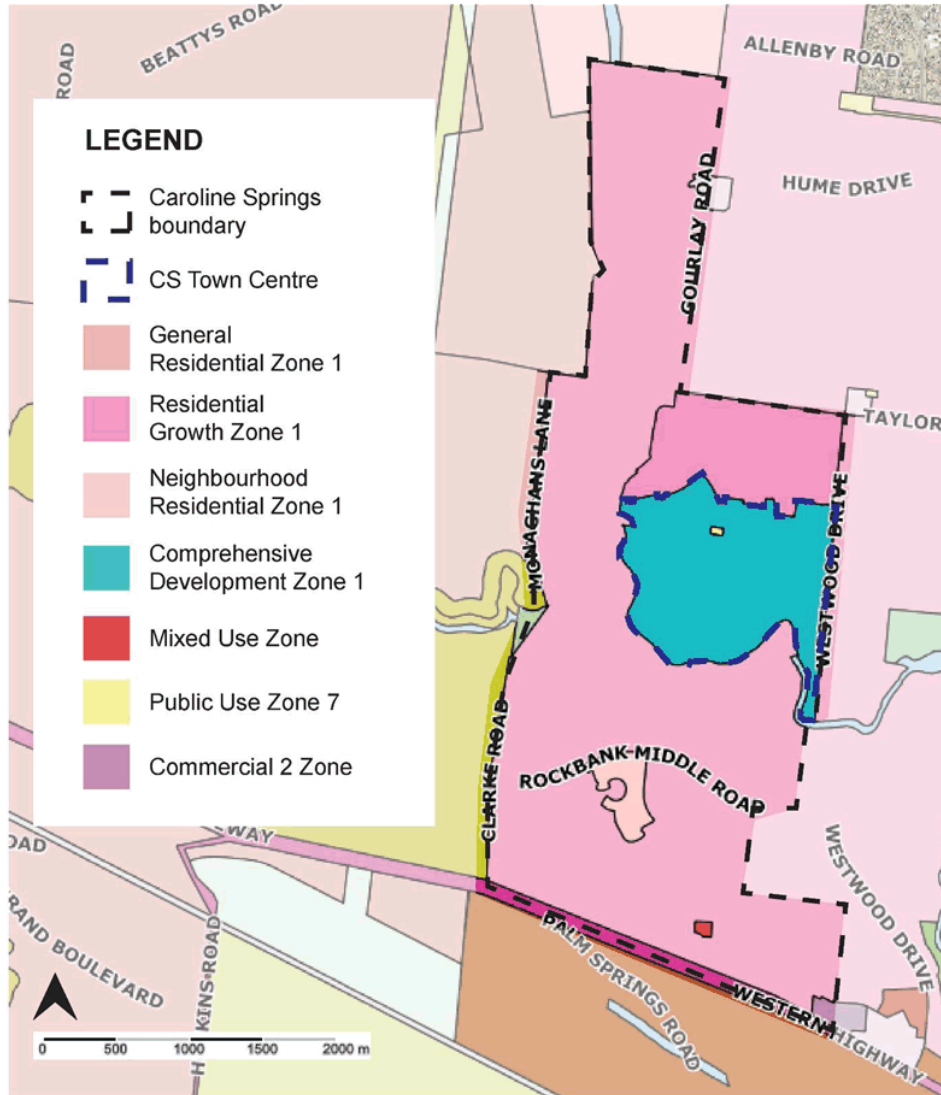 BEATTYS ROAD
ROAD
ALLENBY ROAD
LEGEND
Caroline Springs
boundary
CS Town Centre
General
Residential Zone 1
Residential
Growth Zone 1
Neighbourhood
Residential Zone 1
Comprehensive
Development Zone 1
Mixed Use Zone
Public Use Zone 7
Commercial 2 Zone
HUME DRIVE
GOURLAY ROAD
TAYLOR
MONAGHANS LANE
WESTWOOD DRIVE
ROCKBANK MIDDLE ROAD
CLARKE ROAD
WAY
OAD
RAND BOULEVARD
H KINS ROAD
PALM SPRINGS ROAD
WESTERN HIGHWAY
WESTWOOD DRIVE
0 500 1000 1500 2000 m